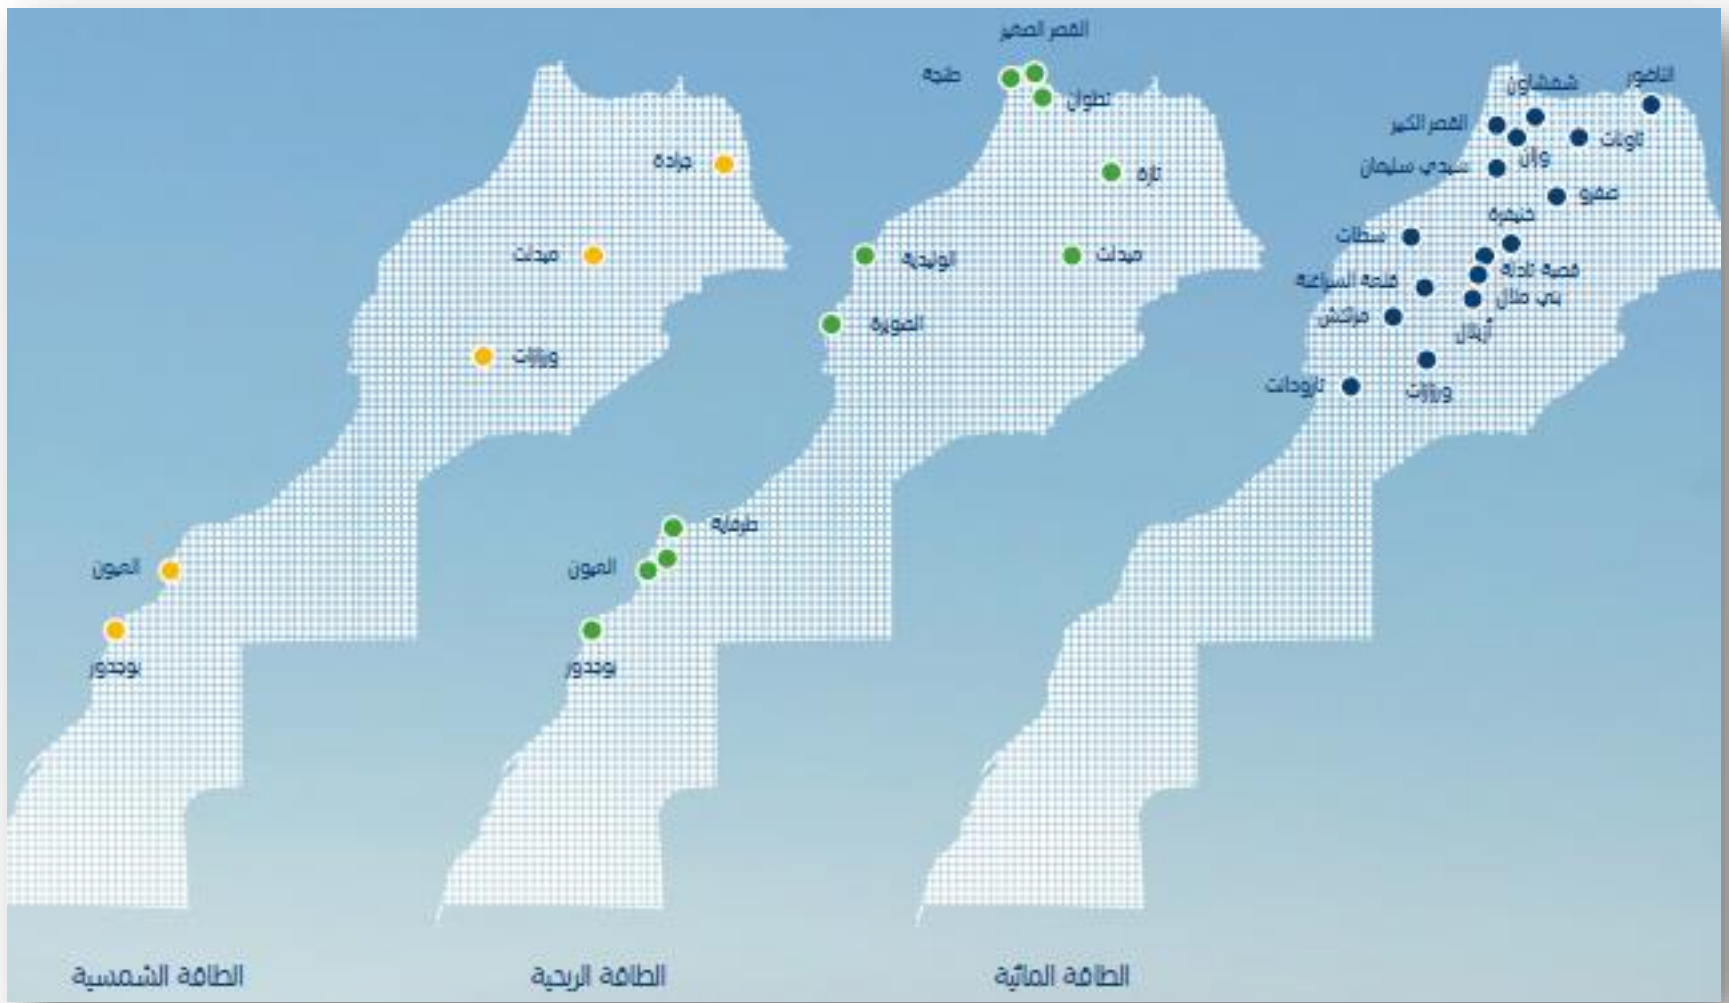 القصر الصغير
طنجة
تطوان
تازة
الوليدية
ميدلت
الصويرة
طرفاية
العيون
بوجدور
الناضور
شفشاون
القصر الكبير
تاونات
وزان
سيدي سليمان
صفرو
خنيفرة
سطات
قصبة تادلة
قلعة السراغنة
بني ملال
مراكش
أزيلال
ورزازات
تارودانت
جرادة
ميدلت
ورزازات
العيون
بوجدور
الطاقة المائية
الطاقة الريحية
الطاقة الشمسية